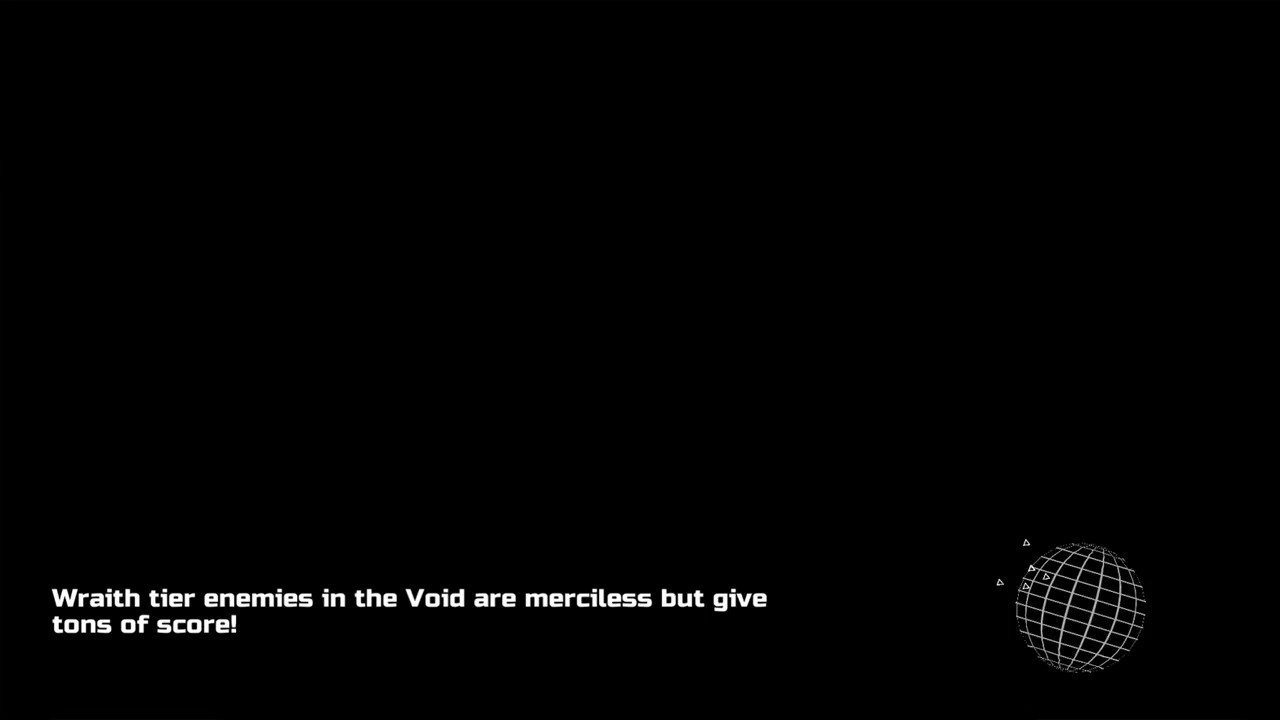 Wraith tier enemies in the Void are merciless but give
tons of score!